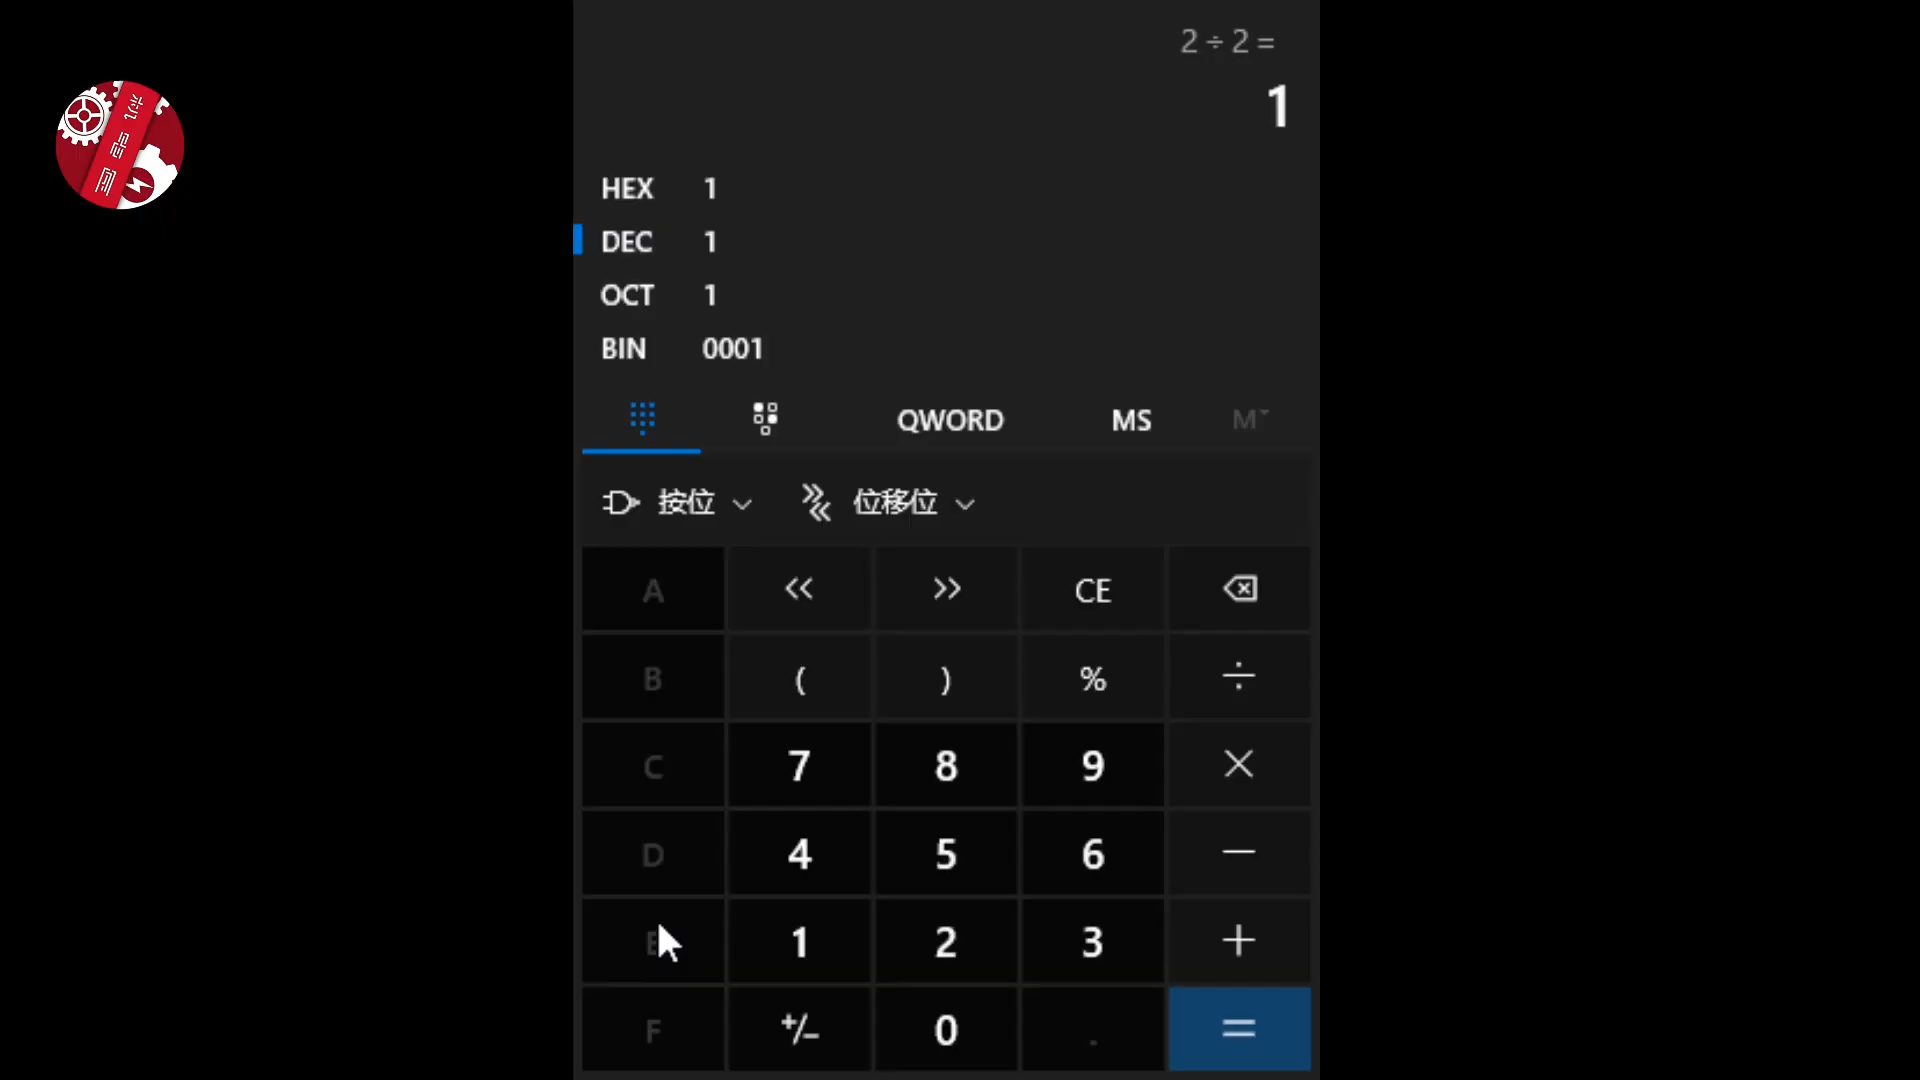 2 ÷ 2 =
1
HEX 1
DEC 1
OCT 1
BIN 0001
QWORD MS M
按位 位移位
A << >> CE
B ( ) % ÷
C 7 8 9 ×
D 4 5 6 −
E 1 2 3 +
F +/− 0 . =